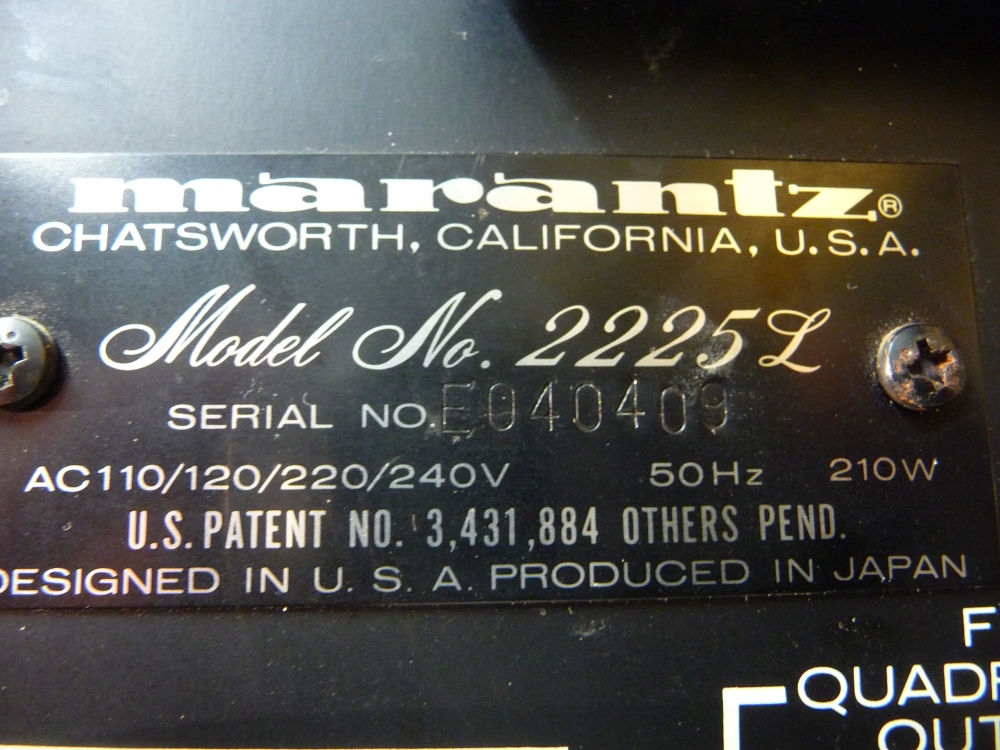 marantz®
CHATSWORTH, CALIFORNIA, U.S.A.
Model No. 2225L
SERIAL NO. E040409
AC110/120/220/240V 50Hz 210W
U.S. PATENT NO. 3,431,884 OTHERS PEND.
DESIGNED IN U. S. A. PRODUCED IN JAPAN